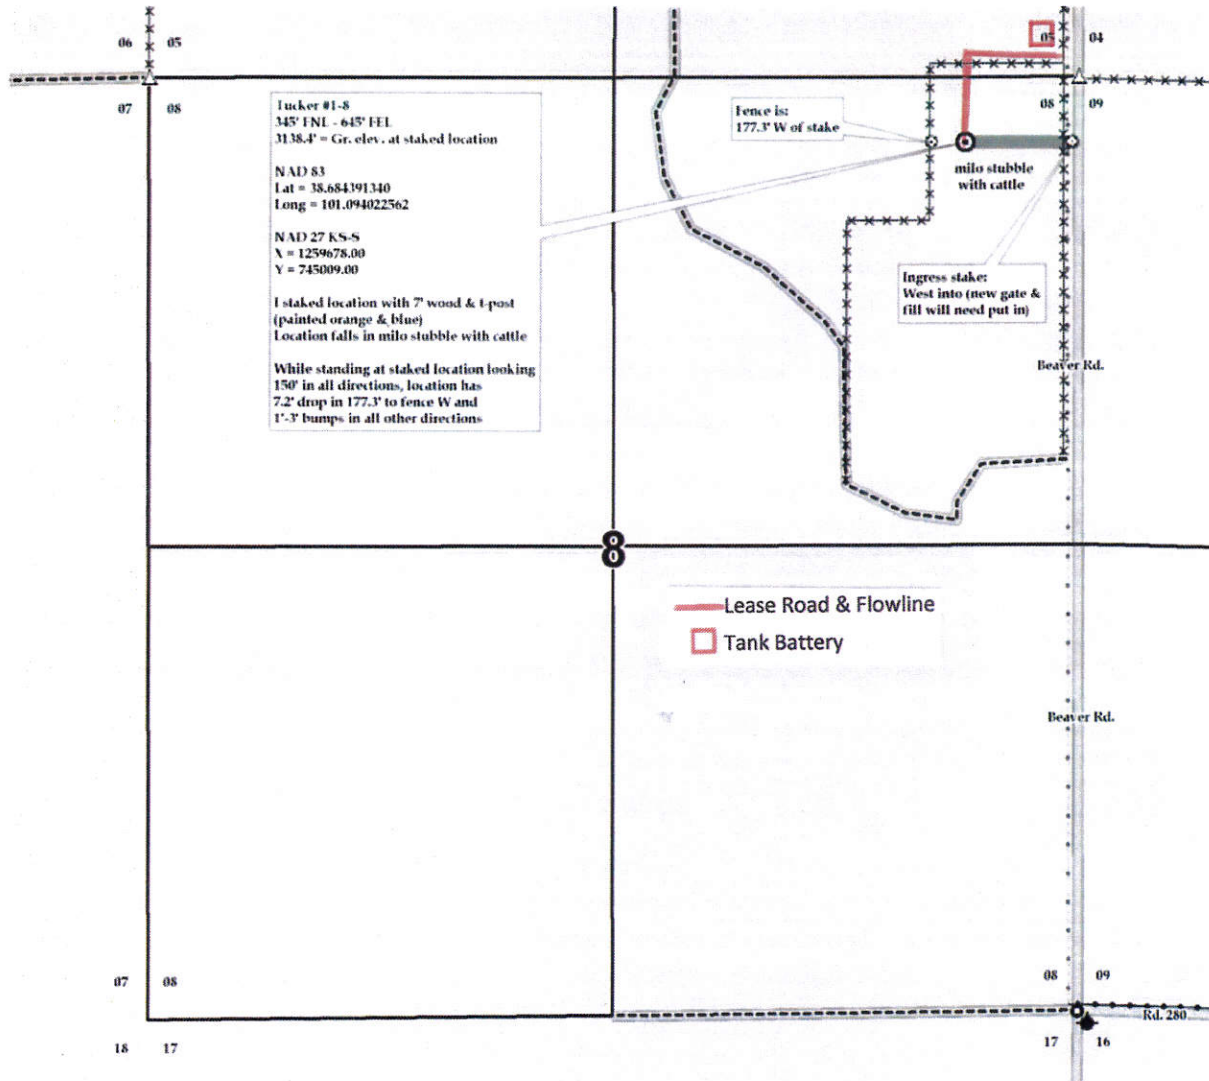 06 05
05 04
07 08
08 09
Tucker #1-8
345' FNL - 645' FEL
3138.4' = Gr. elev. at staked location
NAD 83
Lat = 38.684391340
Long = 101.094022562
NAD 27 KS-S
X = 1259678.00
Y = 745009.00
I staked location with 7' wood & t-post
(painted orange & blue)
Location falls in milo stubble with cattle
While standing at staked location looking
150' in all directions, location has
7.2' drop in 177.3' to fence W and
1'-3' bumps in all other directions
Fence is:
177.3' W of stake
milo stubble
with cattle
Ingress stake:
West into (new gate &
fill will need put in)
Beaver Rd.
8
Lease Road & Flowline
Tank Battery
Beaver Rd.
07 08
08 09
Rd. 280
18 17
17 16